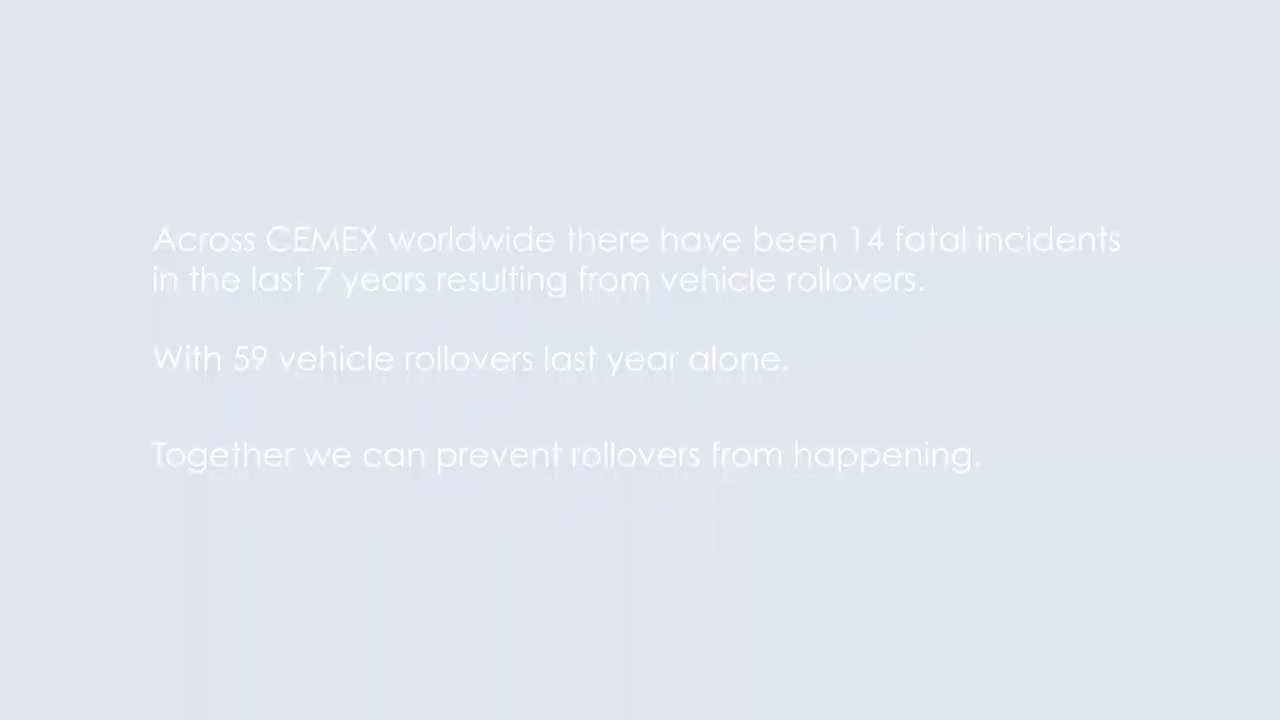 Across CEMEX worldwide there have been 14 fatal incidents
in the last 7 years resulting from vehicle rollovers.
With 59 vehicle rollovers last year alone.
Together we can prevent rollovers from happening.